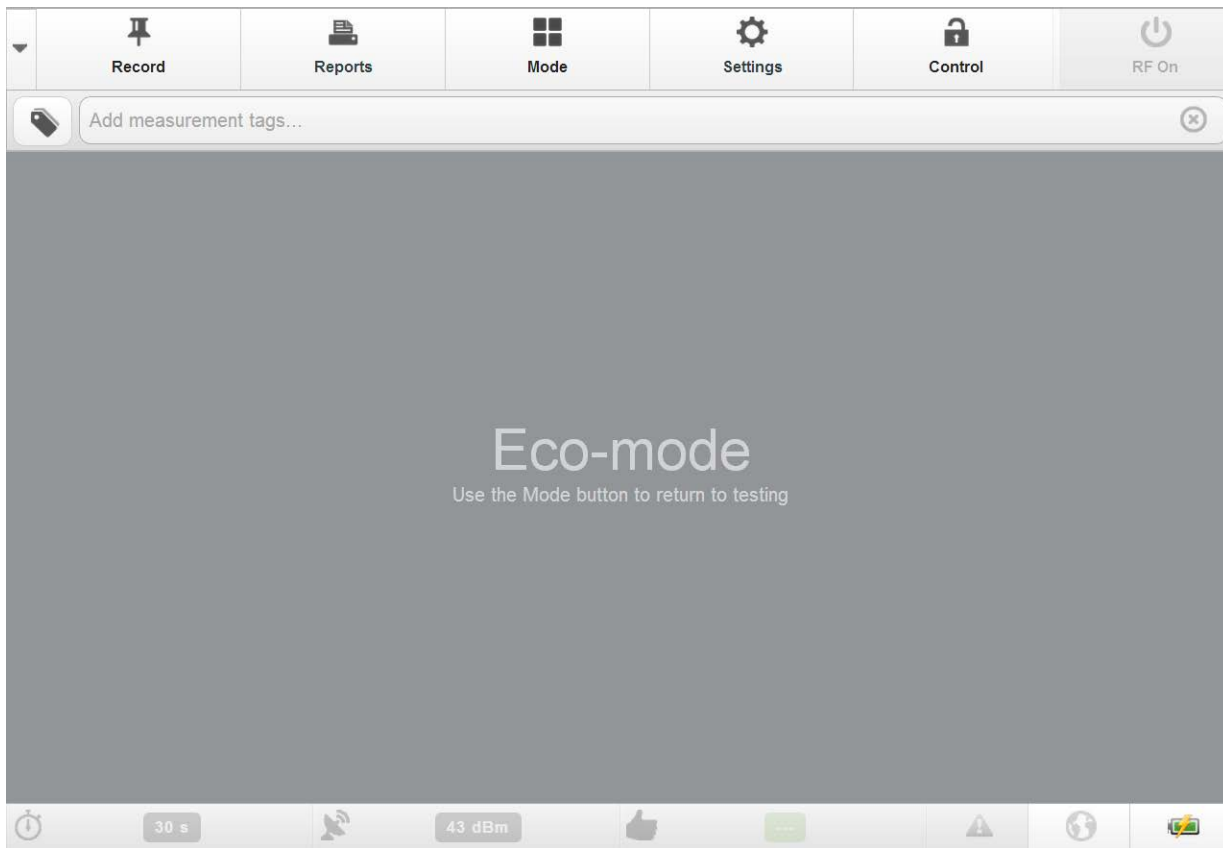 Record
Reports
Mode
Settings
Control
RF On
Add measurement tags...
Eco-mode
Use the Mode button to return to testing
30 s
43 dBm
---